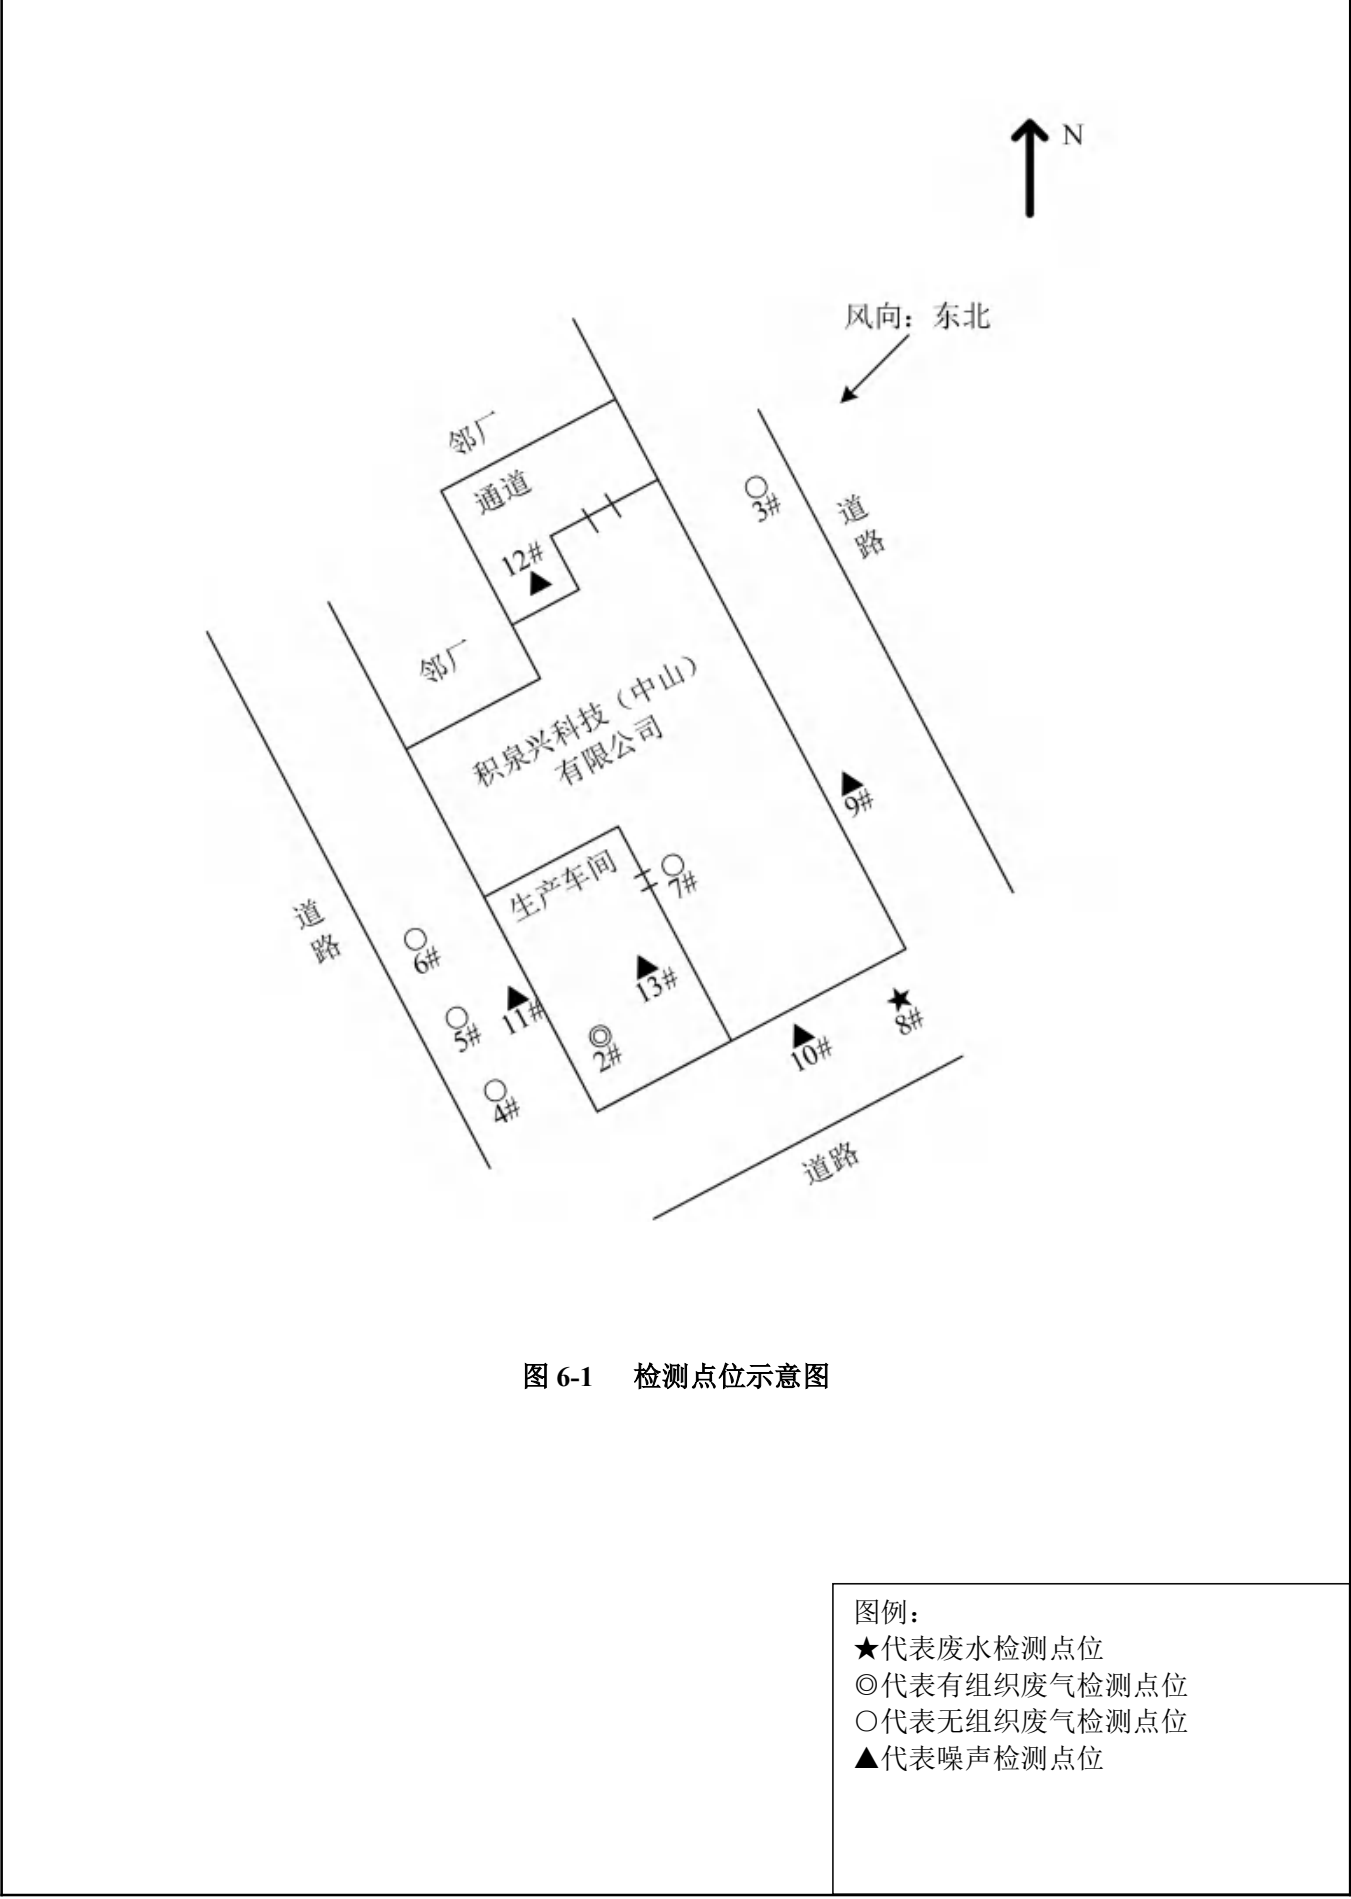 N
风向：东北
邻厂
通道
3#
道路
12#
邻厂
积泉兴科技（中山）
有限公司
9#
生产车间
7#
道路
6#
13#
11#
5#
2#
10#
8#
4#
道路
图 6-1 检测点位示意图
图例：
★代表废水检测点位
◎代表有组织废气检测点位
○代表无组织废气检测点位
▲代表噪声检测点位